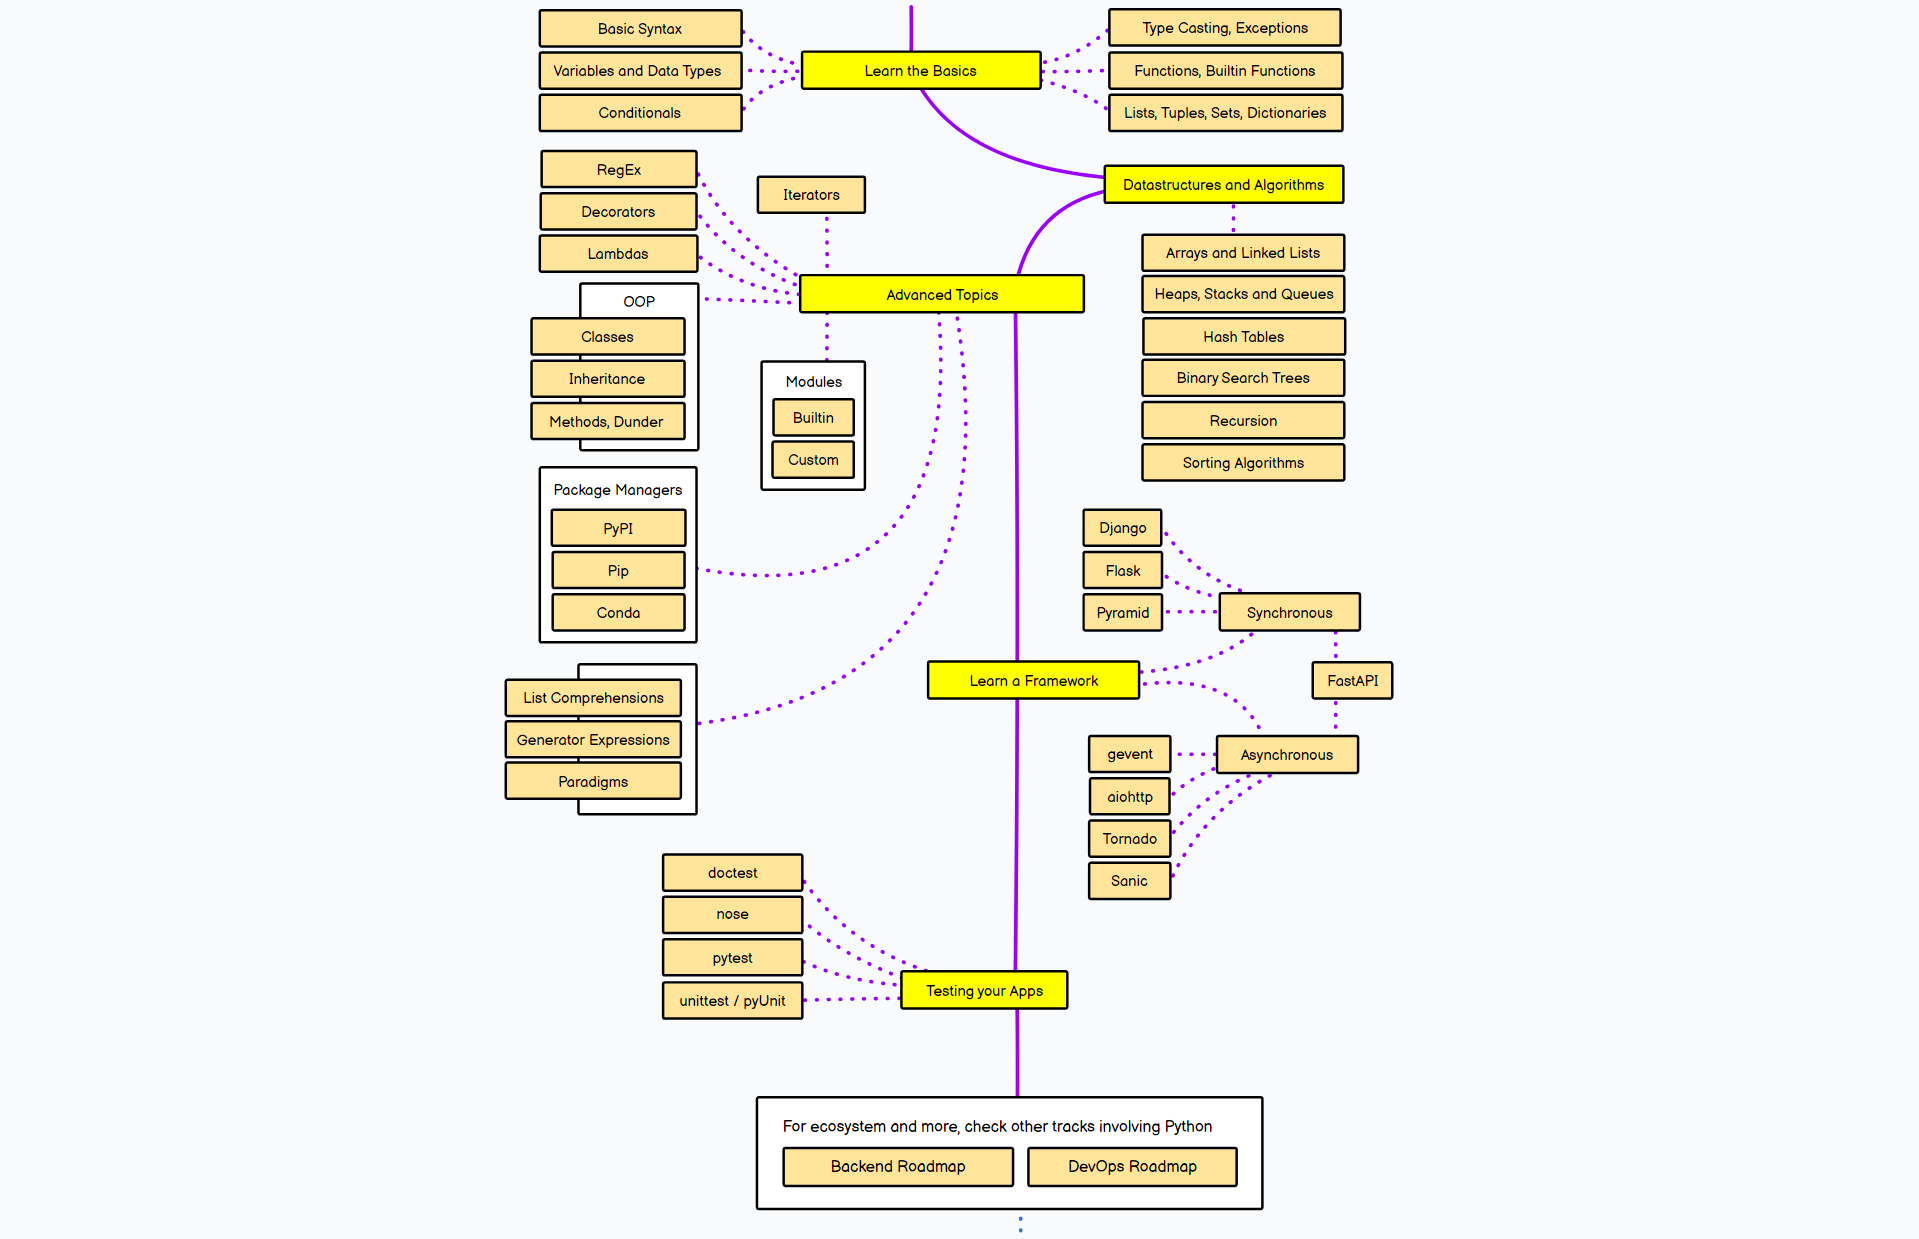 Basic Syntax
Variables and Data Types
Conditionals
Learn the Basics
Type Casting, Exceptions
Functions, Builtin Functions
Lists, Tuples, Sets, Dictionaries
RegEx
Decorators
Lambdas
Iterators
Datastructures and Algorithms
Arrays and Linked Lists
Heaps, Stacks and Queues
Hash Tables
Binary Search Trees
Recursion
Sorting Algorithms
Advanced Topics
OOP
Classes
Inheritance
Methods, Dunder
Modules
Builtin
Custom
Package Managers
PyPI
Pip
Conda
Django
Flask
Pyramid
Synchronous
Learn a Framework
FastAPI
List Comprehensions
Generator Expressions
Paradigms
gevent
aiohttp
Tornado
Sanic
Asynchronous
doctest
nose
pytest
unittest / pyUnit
Testing your Apps
For ecosystem and more, check other tracks involving Python
Backend Roadmap
DevOps Roadmap